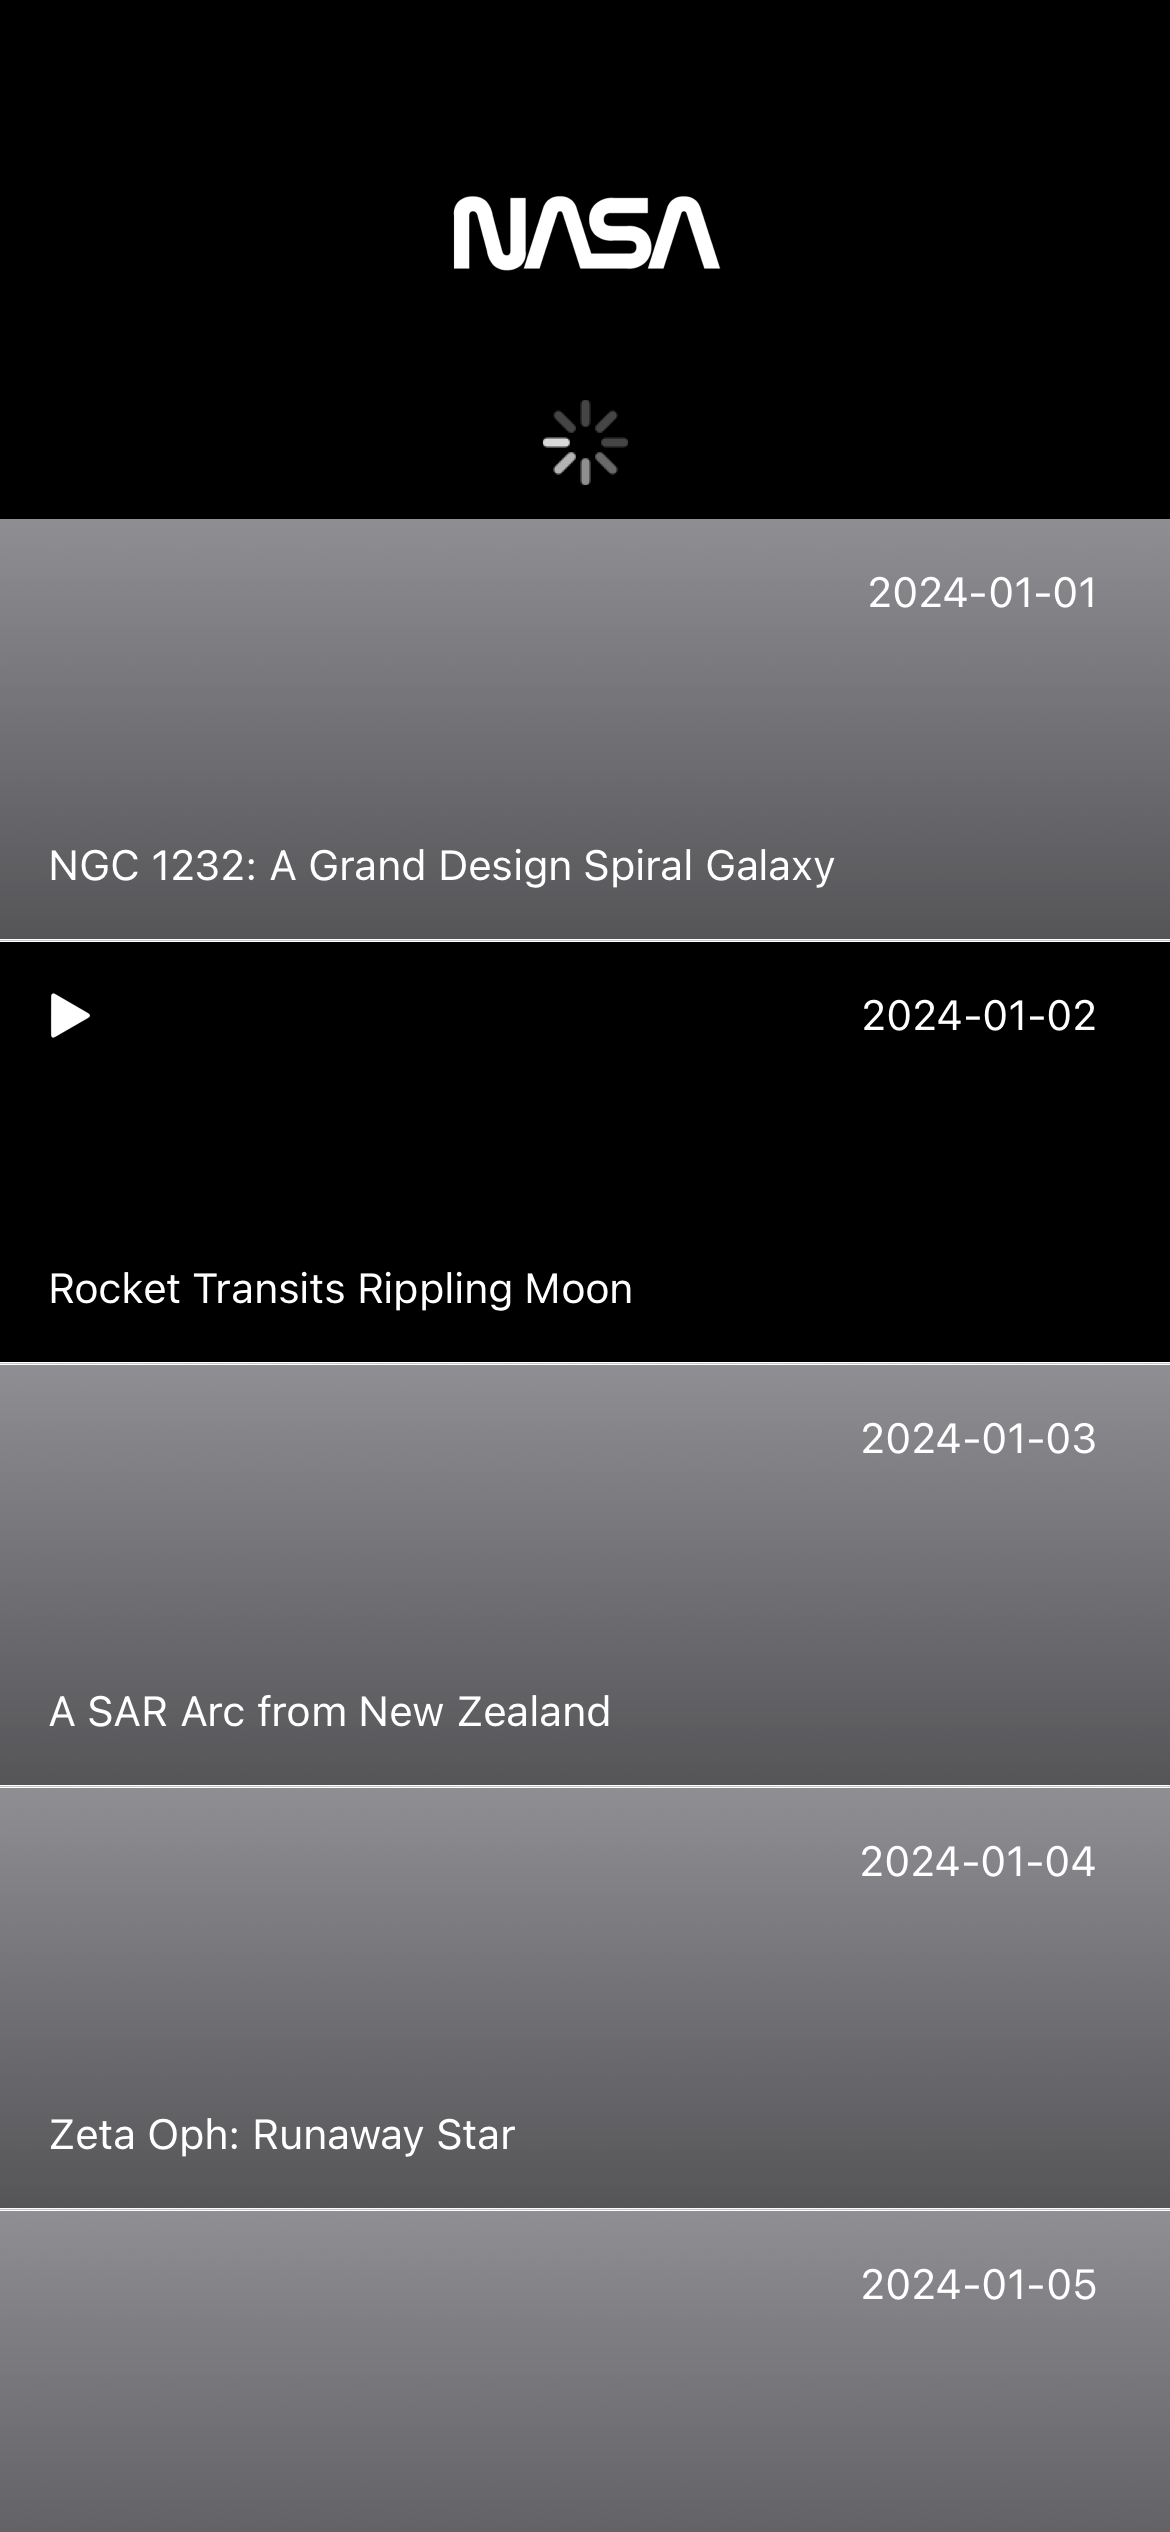 NASA
2024-01-01
NGC 1232: A Grand Design Spiral Galaxy
2024-01-02
Rocket Transits Rippling Moon
2024-01-03
A SAR Arc from New Zealand
2024-01-04
Zeta Oph: Runaway Star
2024-01-05